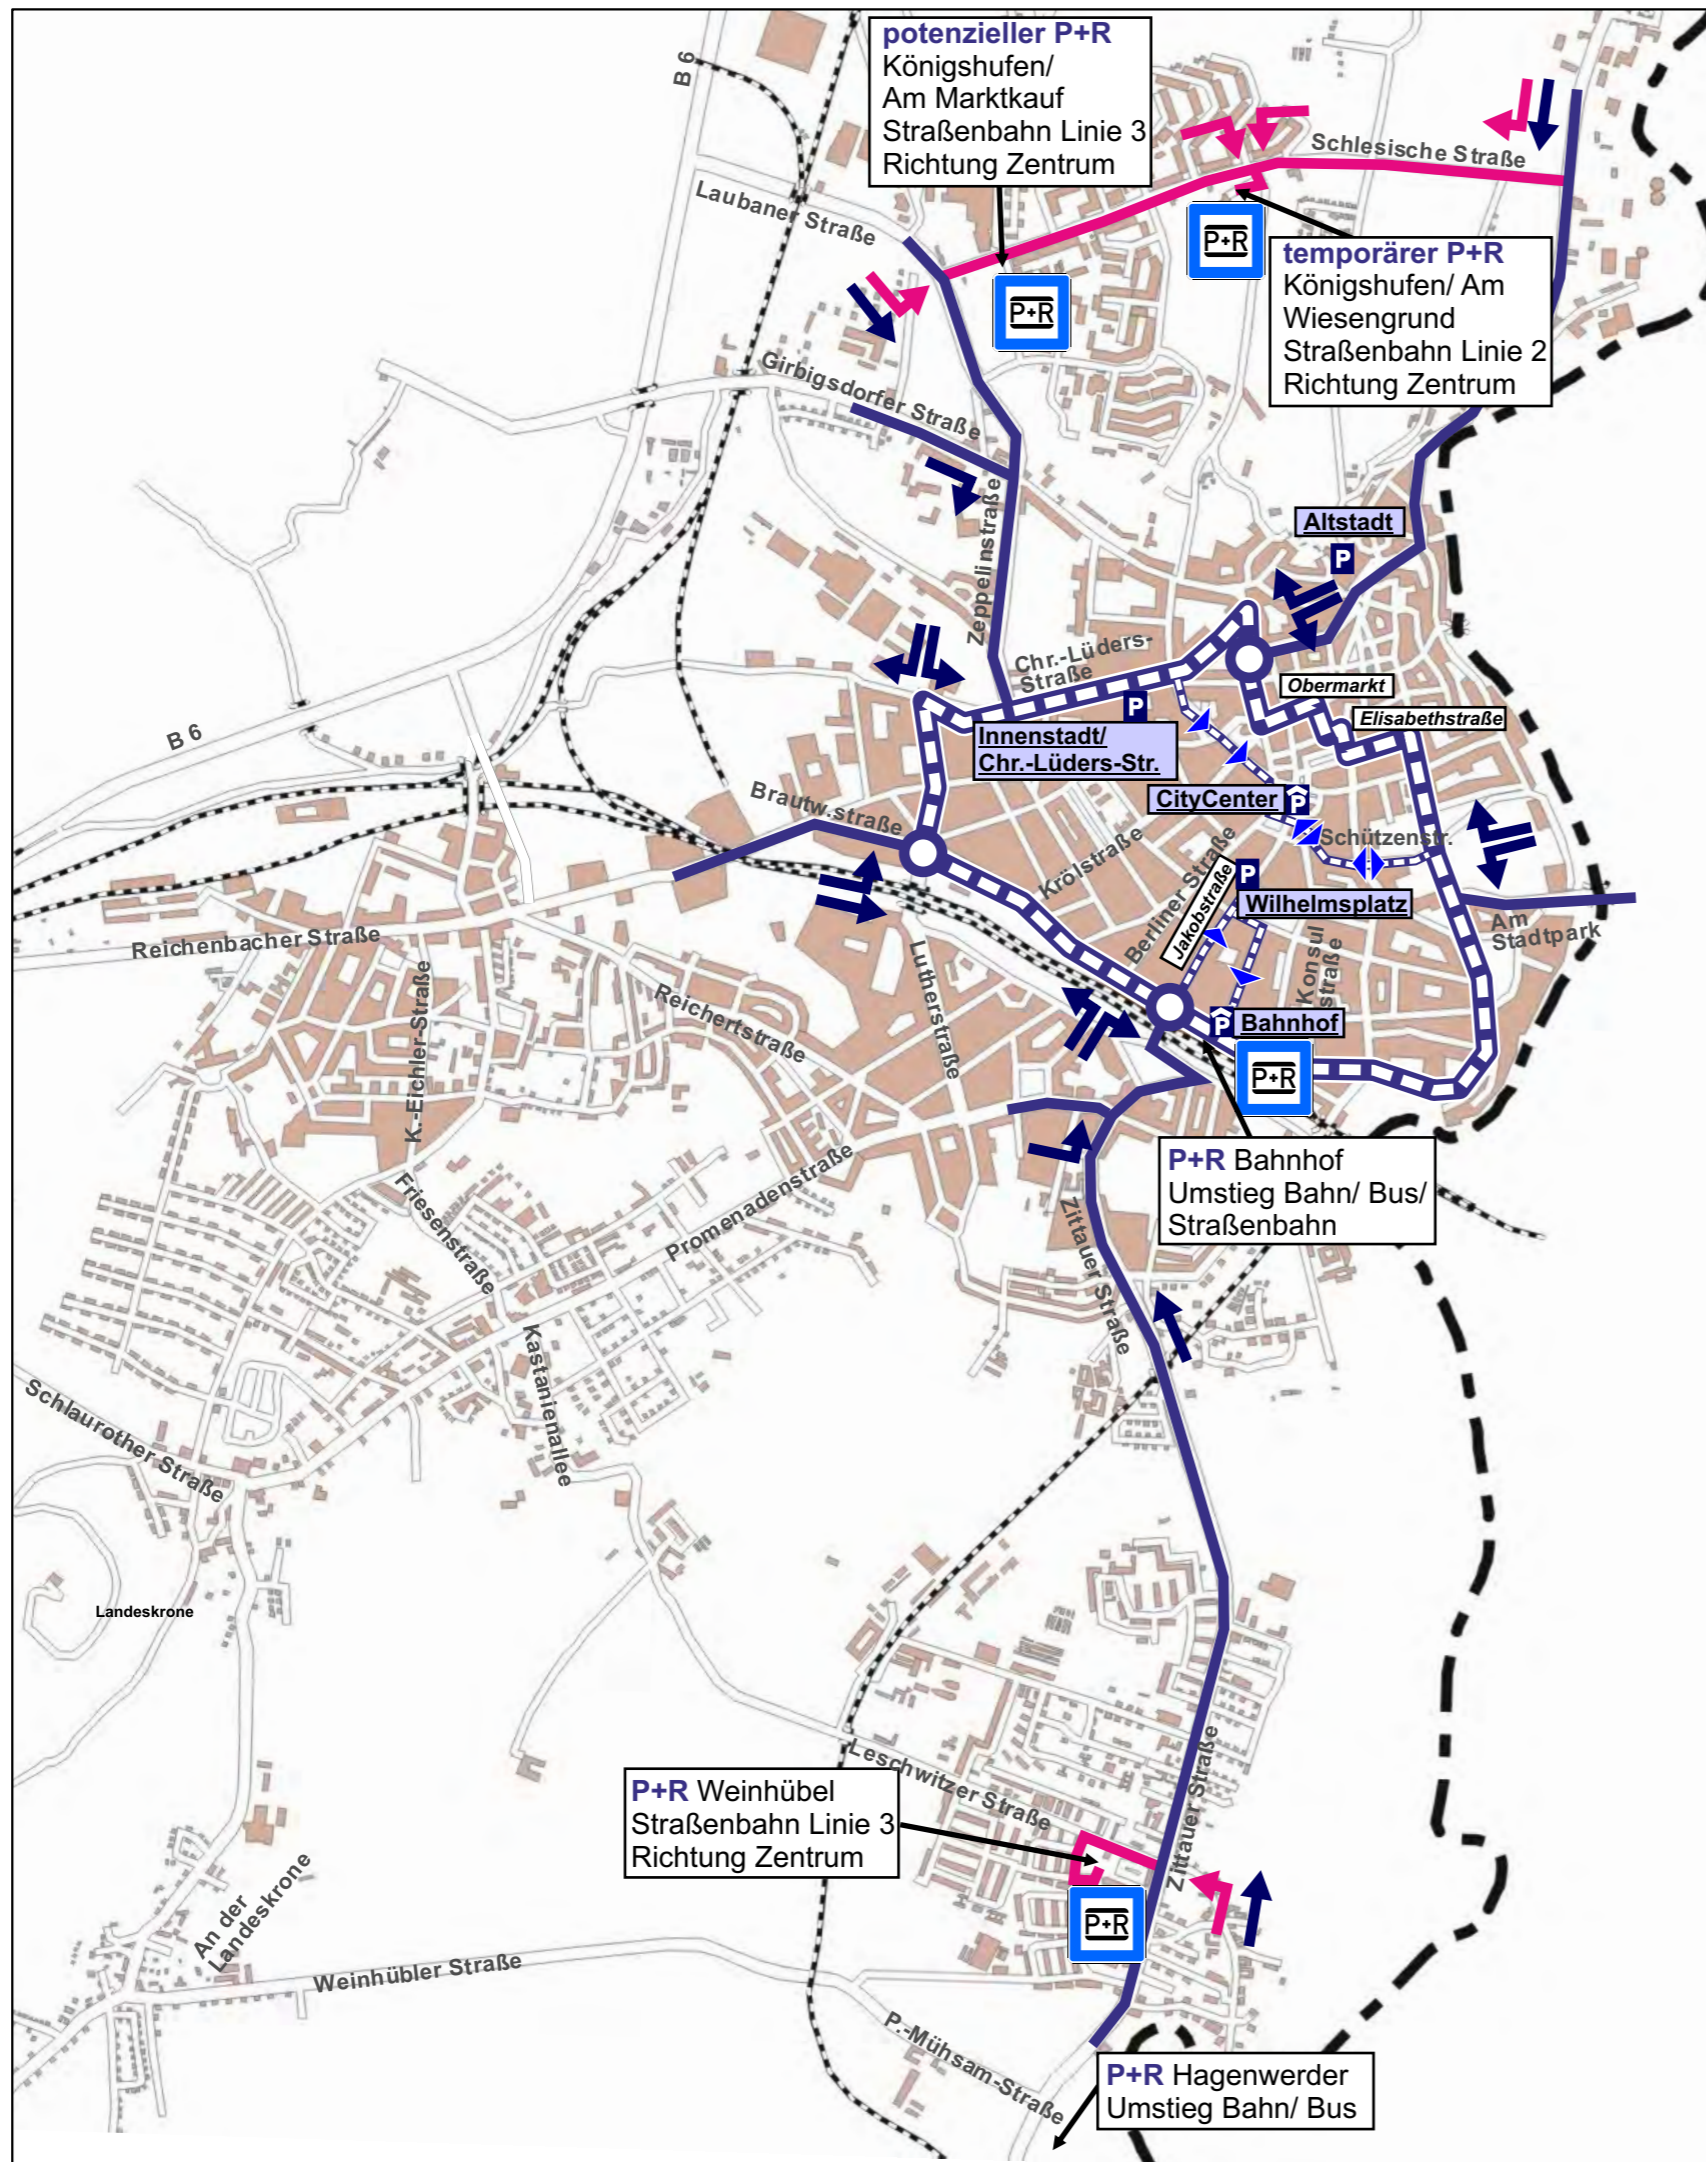 potenzieller P+R
Königshufen/
Am Marktkauf
Straßenbahn Linie 3
Richtung Zentrum
B 6
Schlesische Straße
Laubaner Straße
P+R
P+R
temporärer P+R
Königshufen/ Am
Wiesengrund
Straßenbahn Linie 2
Richtung Zentrum
Girbigsdorfer Straße
Zeppelinstraße
Altstadt
P
Chr.-Lüders-
Straße
Obermarkt
Elisabethstraße
P
Innenstadt/
Chr.-Lüders-Str.
B 6
CityCenter
P
Brautw.straße
Schützenstr.
Krölstraße
Berliner Straße
Jakobstraße
P
Wilhelmsplatz
Am
Stadtpark
Konsul
straße
Reichenbacher Straße
K.-Eichler-Straße
Reichertstraße
Lutherstraße
P
Bahnhof
P+R
P+R Bahnhof
Umstieg Bahn/ Bus/
Straßenbahn
Friesenstraße
Promenadenstraße
Zittauer Straße
Kastanienallee
Schlaurother Straße
Landeskrone
Leschwitzer Straße
Zittauer Straße
P+R Weinhübel
Straßenbahn Linie 3
Richtung Zentrum
P+R
An der
Landeskrone
Weinhübler Straße
P.-Mühsam-Straße
P+R Hagenwerder
Umstieg Bahn/ Bus